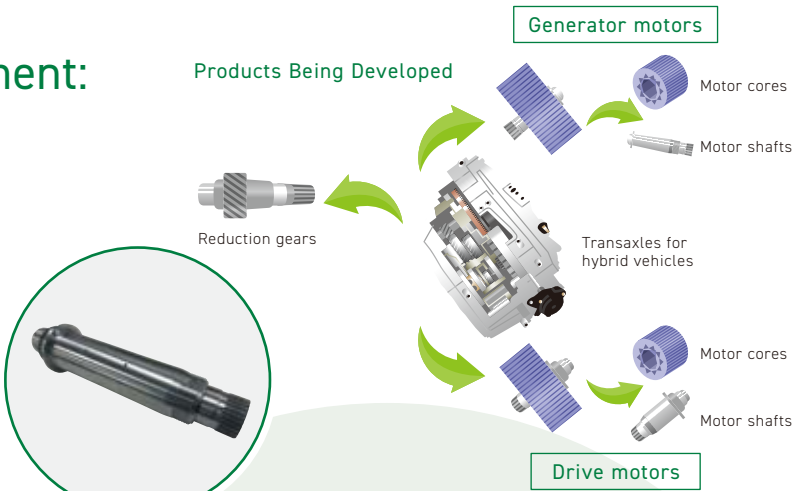 Generator motors
Products Being Developed
Motor cores
Motor shafts
Reduction gears
Transaxles for
hybrid vehicles
Motor cores
Motor shafts
Drive motors